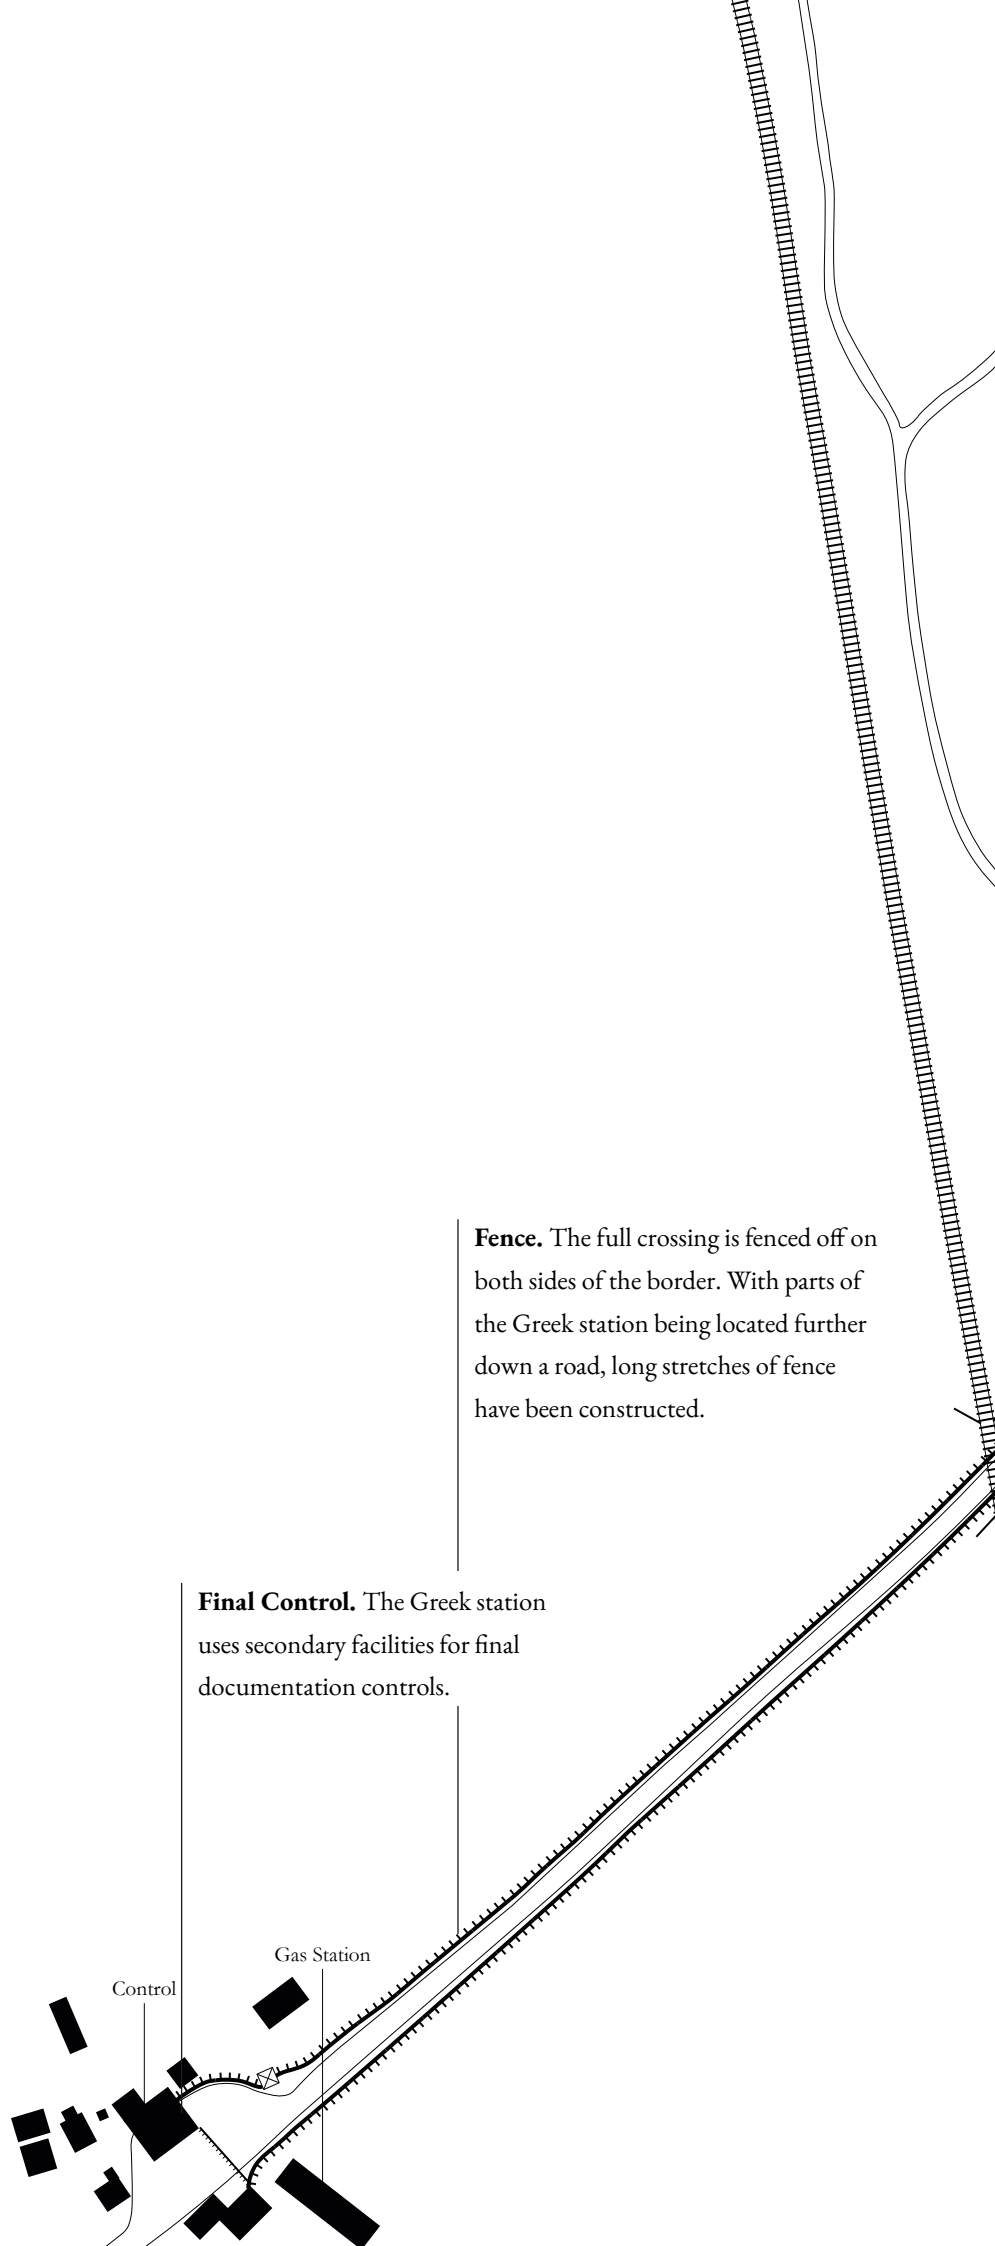 Fence. The full crossing is fenced off on
both sides of the border. With parts of
the Greek station being located further
down a road, long stretches of fence
have been constructed.
Final Control. The Greek station
uses secondary facilities for final
documentation controls.
Gas Station
Control